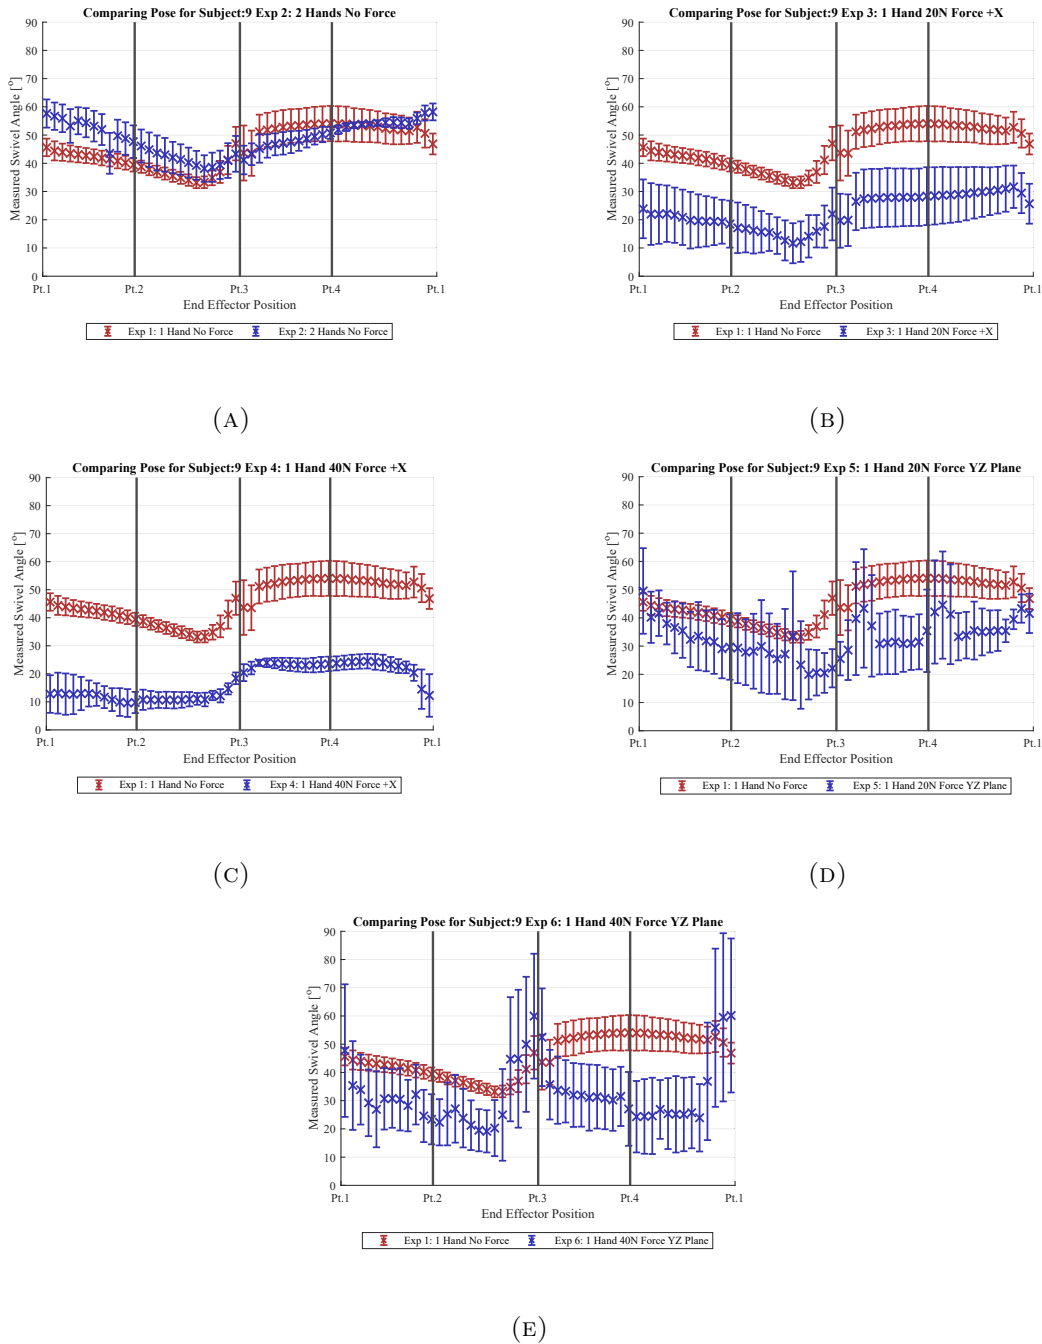 Comparing Pose for Subject:9 Exp 2: 2 Hands No Force
90
80
70
60
50
40
30
20
10
0
Measured Swivel Angle [°]
Pt.1 Pt.2 Pt.3 Pt.4 Pt.1
End Effector Position
Exp 1: 1 Hand No Force Exp 2: 2 Hands No Force
(A)
Comparing Pose for Subject:9 Exp 3: 1 Hand 20N Force +X
90
80
70
60
50
40
30
20
10
0
Measured Swivel Angle [°]
Pt.1 Pt.2 Pt.3 Pt.4 Pt.1
End Effector Position
Exp 1: 1 Hand No Force Exp 3: 1 Hand 20N Force +X
(B)
Comparing Pose for Subject:9 Exp 4: 1 Hand 40N Force +X
90
80
70
60
50
40
30
20
10
0
Measured Swivel Angle [°]
Pt.1 Pt.2 Pt.3 Pt.4 Pt.1
End Effector Position
Exp 1: 1 Hand No Force Exp 4: 1 Hand 40N Force +X
(C)
Comparing Pose for Subject:9 Exp 5: 1 Hand 20N Force YZ Plane
90
80
70
60
50
40
30
20
10
0
Measured Swivel Angle [°]
Pt.1 Pt.2 Pt.3 Pt.4 Pt.1
End Effector Position
Exp 1: 1 Hand No Force Exp 5: 1 Hand 20N Force YZ Plane
(D)
Comparing Pose for Subject:9 Exp 6: 1 Hand 40N Force YZ Plane
90
80
70
60
50
40
30
20
10
0
Measured Swivel Angle [°]
Pt.1 Pt.2 Pt.3 Pt.4 Pt.1
End Effector Position
Exp 1: 1 Hand No Force Exp 6: 1 Hand 40N Force YZ Plane
(E)